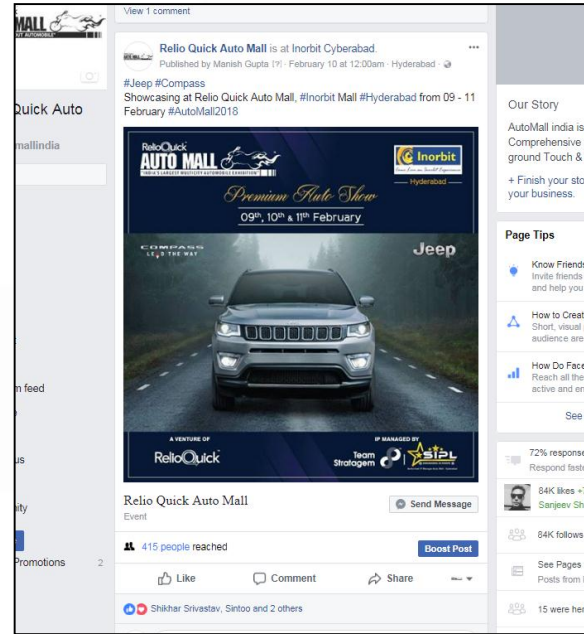 MALL
View 1 comment
Relio Quick Auto Mall is at Inorbit Cyberabad.
Published by Manish Gupta [?] · February 10 at 12:00am · Hyderabad ·
#Jeep #Compass
Showcasing at Relio Quick Auto Mall, #Inorbit Mall #Hyderabad from 09 - 11
February #AutoMall2018
RelioQuick
AUTO MALL
"INDIA'S LARGEST MULTICITY AUTOMOBILE EXHIBITION"
Inorbit
Hyderabad
Premium Auto Show
09th, 10th & 11th February
COMPASS
LEAD THE WAY
Jeep
A VENTURE OF
RelioQuick
IP MANAGED BY
Team
Stratagem
SIPL
Relio Quick Auto Mall
Event
Send Message
415 people reached
Boost Post
Like Comment Share
Shikhar Srivastav, Sintoo and 2 others
Quick Auto
mallindia
m feed
us
ity
Promotions 2
Our Story
AutoMall india is
Comprehensive
ground Touch &
+ Finish your sto
your business.
Page Tips
Know Friends
Invite friends
and help you
How to Creat
Short, visual
audience are
How Do Face
Reach all the
active and en
See
72% response
Respond faste
84K likes +
Sanjeev Sh
84K follows
See Pages
Posts from
15 were her